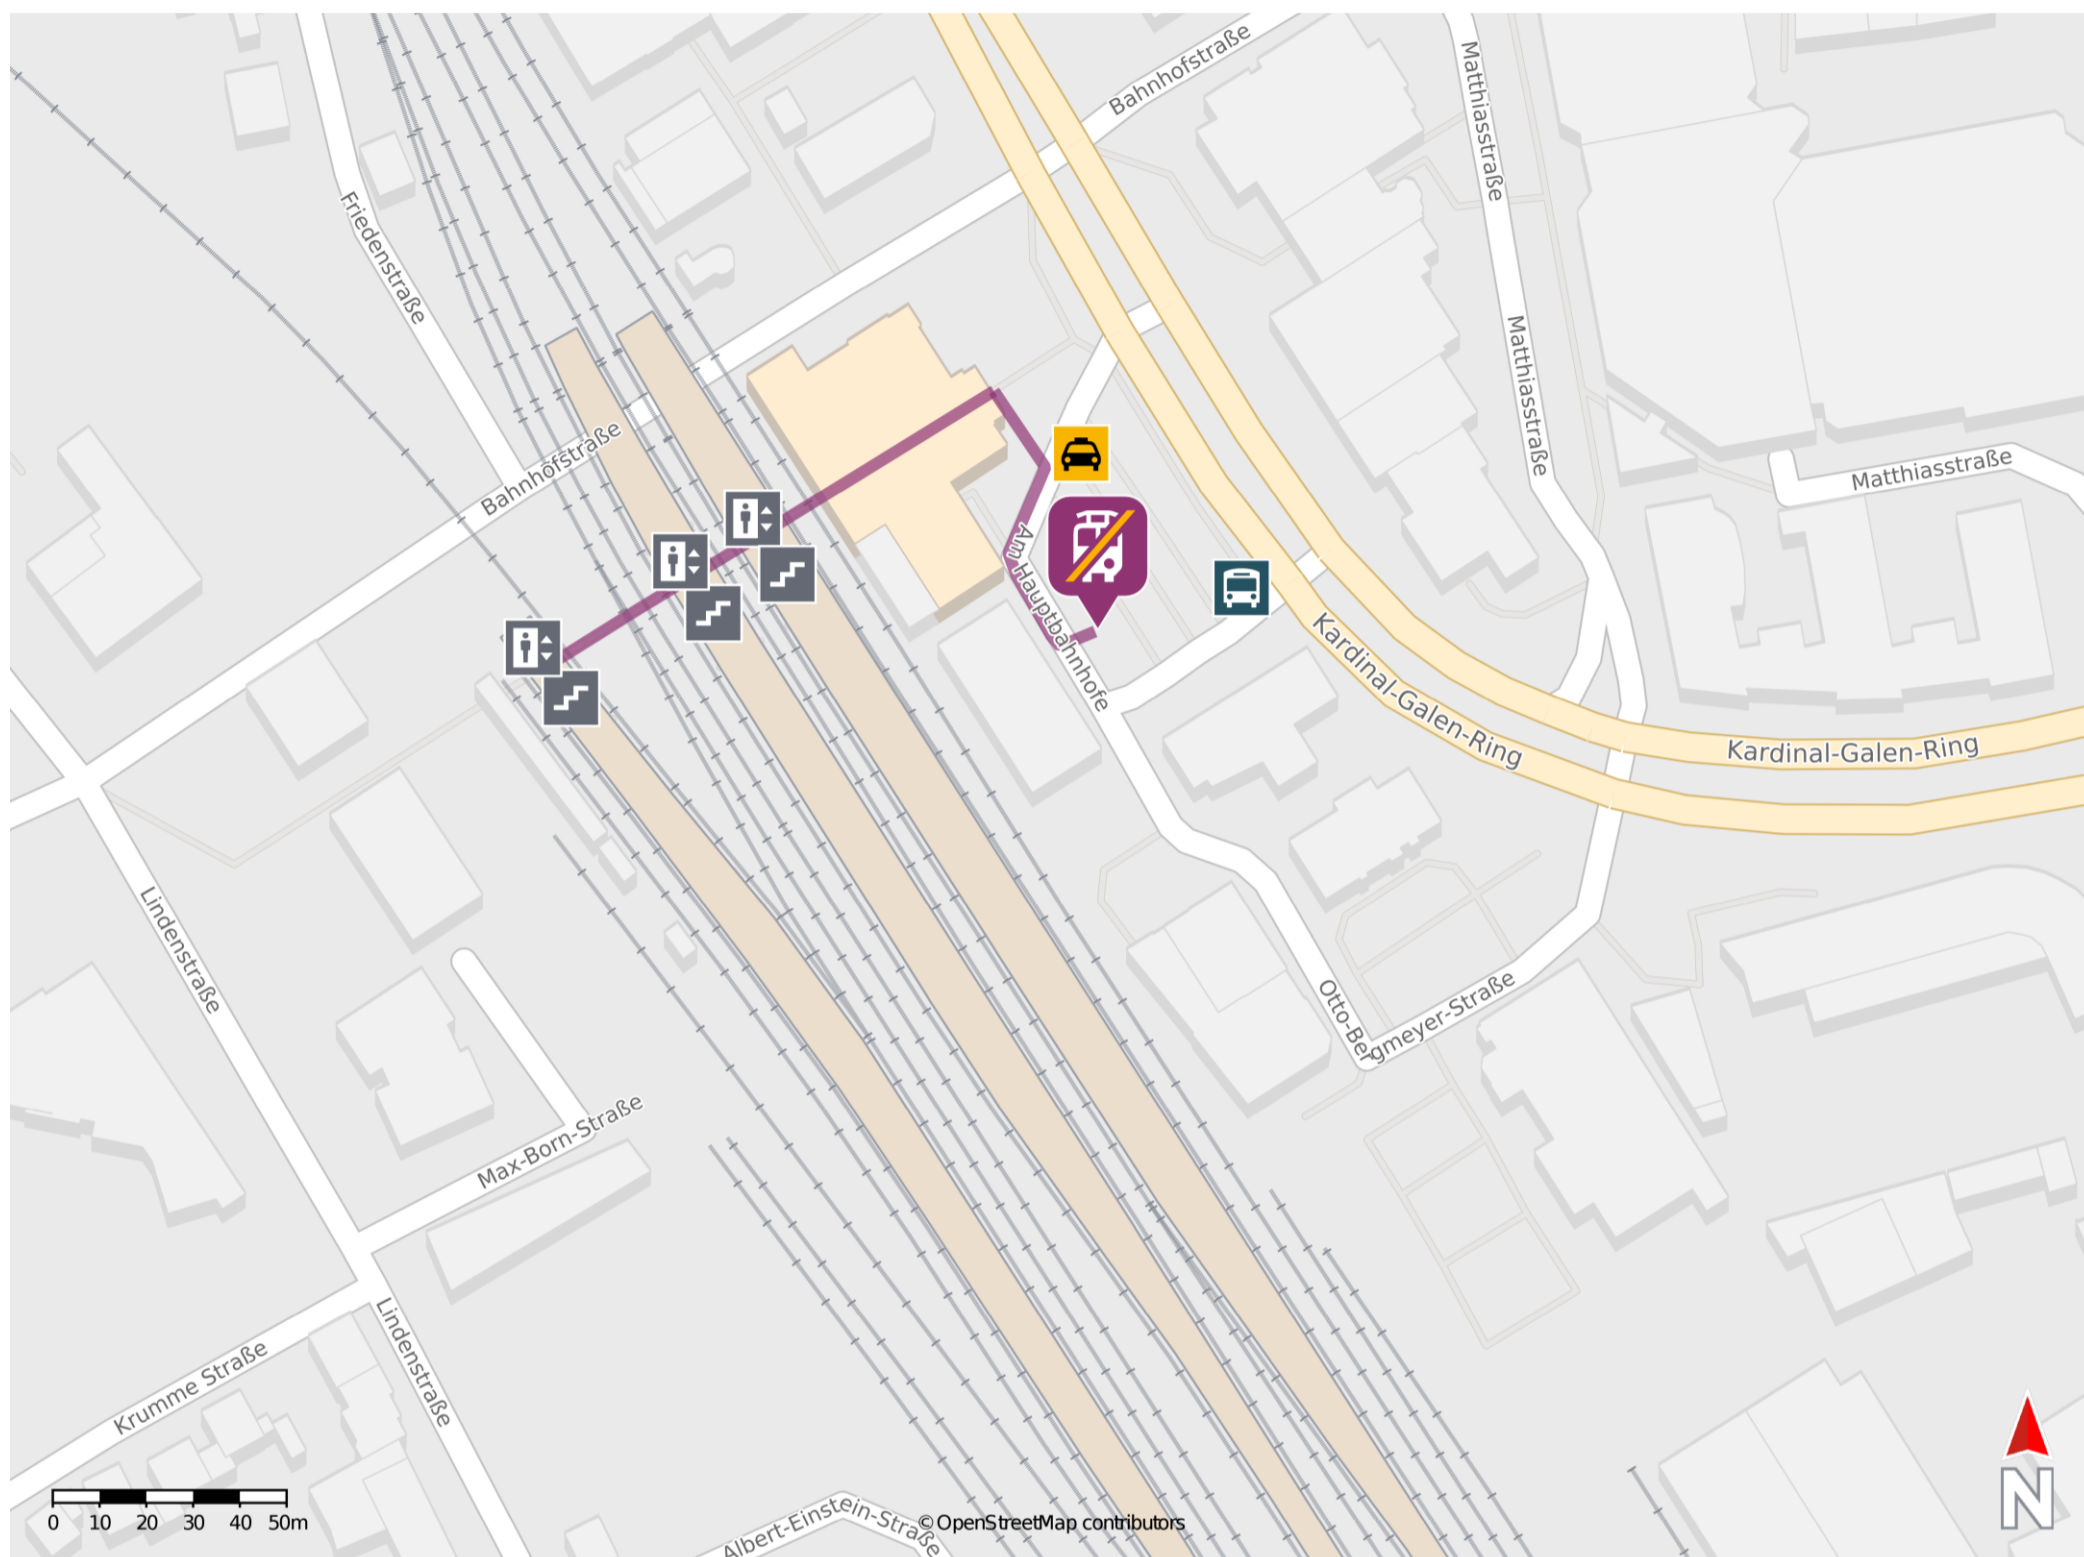 Bahnhofstraße
Matthiasstraße
Friedenstraße
Matthiasstraße
Bahnhofstraße
Matthiasstraße
Am Hauptbahnhofe
Kardinal-Galen-Ring
Kardinal-Galen-Ring
Lindenstraße
Otto-Bergmeyer-Straße
Max-Born-Straße
Lindenstraße
Krumme Straße
N
0 10 20 30 40 50m
Albert-Einstein-Straße
© OpenStreetMap contributors